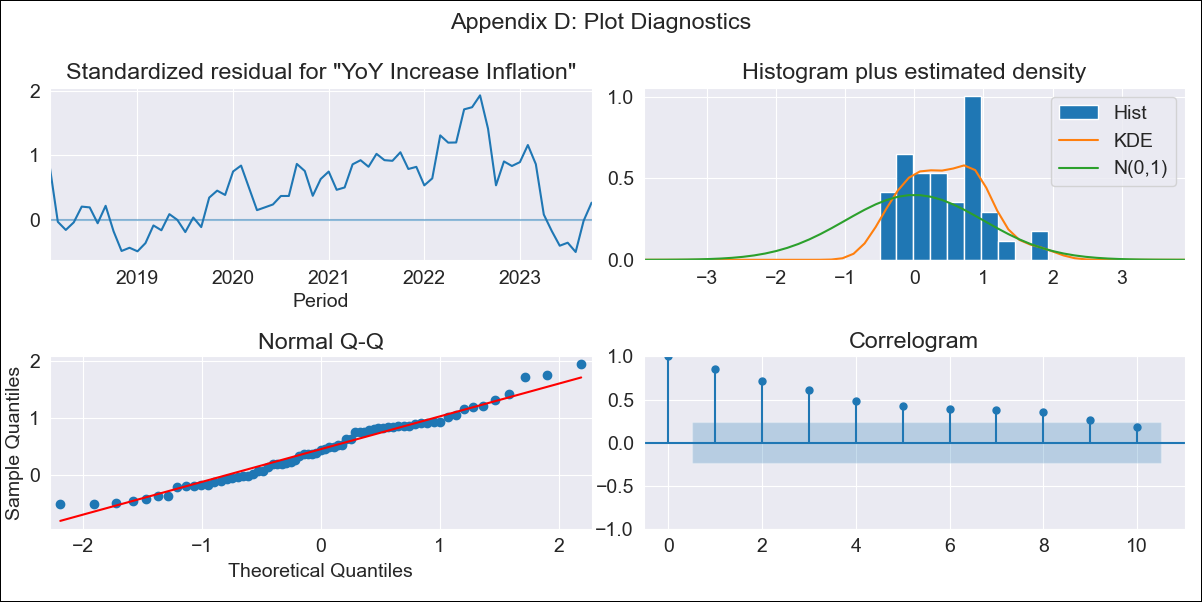 Appendix D: Plot Diagnostics
Standardized residual for "YoY Increase Inflation"
2
1
0
2019 2020 2021 2022 2023
Period
Histogram plus estimated density
1.0
0.5
0.0
Hist
KDE
N(0,1)
−3 −2 −1 0 1 2 3
Normal Q-Q
Sample Quantiles
2
1
0
−2 −1 0 1 2
Theoretical Quantiles
Correlogram
1.0
0.5
0.0
−0.5
−1.0
0 2 4 6 8 10